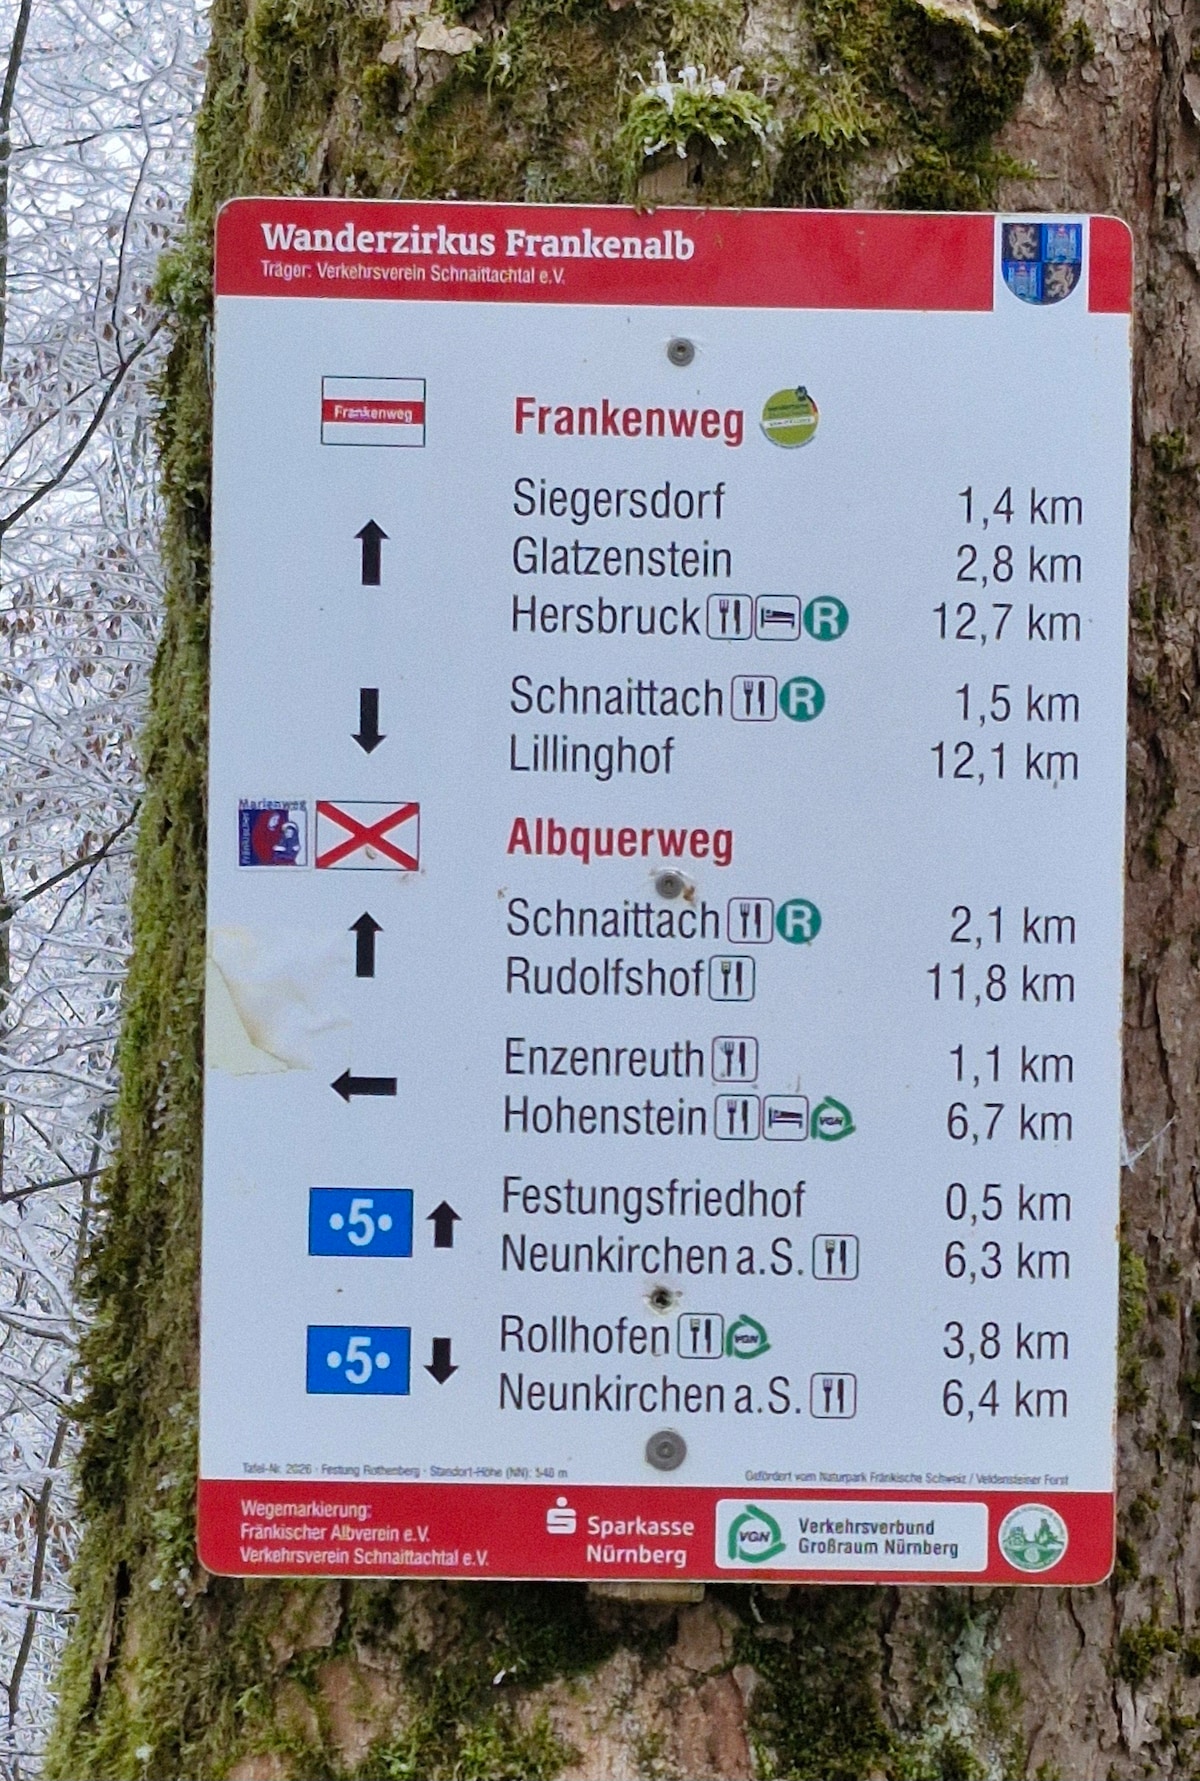 Wanderzirkus Frankenalb
Träger: Verkehrsverein Schnaittachtal e.V.
Frankenweg
Frankenweg
Siegersdorf 1,4 km
Glatzenstein 2,8 km
Hersbruck R 12,7 km
Schnaittach R 1,5 km
Lillinghof 12,1 km
Marienweg
Fränkischer
Albquerweg
Schnaittach R 2,1 km
Rudolfshof 11,8 km
Enzenreuth 1,1 km
Hohenstein VGN 6,7 km
•5• Festungsfriedhof 0,5 km
Neunkirchen a.S. 6,3 km
•5• Rollhofen VGN 3,8 km
Neunkirchen a.S. 6,4 km
Tafel-Nr. 2026 · Festung Rothenberg · Standort-Höhe (NN): 548 m
Gefördert vom Naturpark Fränkische Schweiz / Veldensteiner Forst
Wegemarkierung:
Fränkischer Albverein e.V.
Verkehrsverein Schnaittachtal e.V.
Sparkasse
Nürnberg
VGN
Verkehrsverbund
Großraum Nürnberg